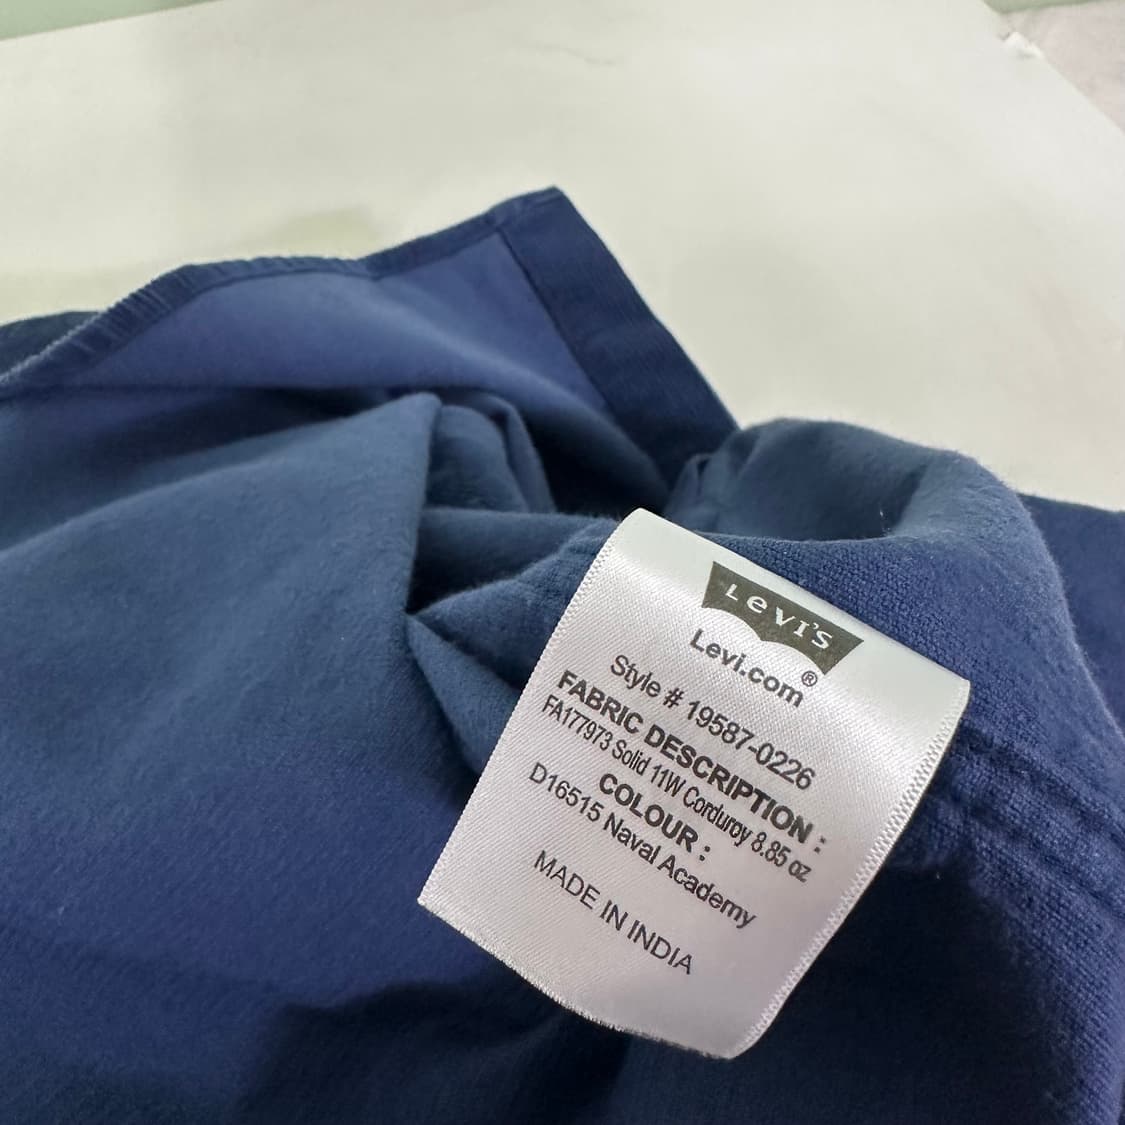 LeVI'S
®
Levi.com
Style # 19587-0226
FABRIC DESCRIPTION :
FA177973 Solid 11W Corduroy 8.85 oz
COLOUR :
D16515 Naval Academy
MADE IN INDIA